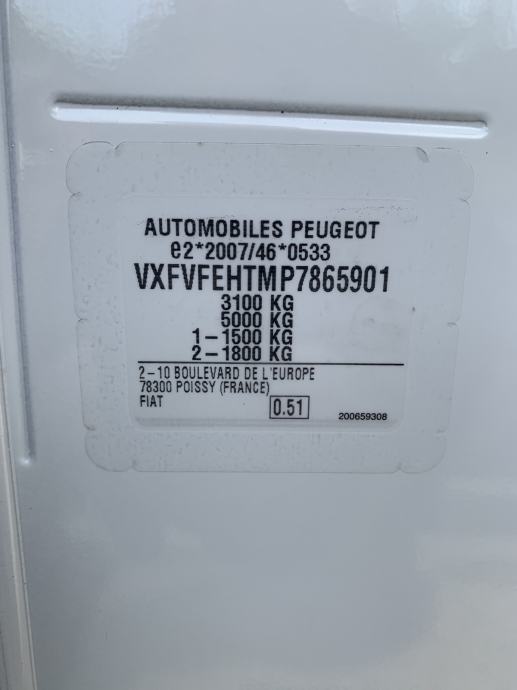 AUTOMOBILES PEUGEOT
e2*2007/46*0533
VXFVFEHTMP7865901
3100 KG
5000 KG
1-1500 KG
2-1800 KG
2-10 BOULEVARD DE L'EUROPE
78300 POISSY (FRANCE)
FIAT 0.51 200659308